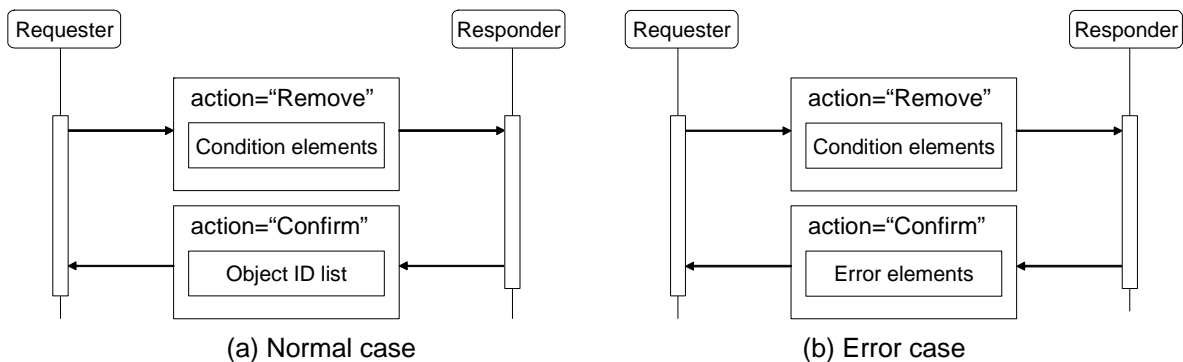 Requester
Responder
action=“Remove”
Condition elements
action=“Confirm”
Object ID list
(a) Normal case
Requester
Responder
action=“Remove”
Condition elements
action=“Confirm”
Error elements
(b) Error case